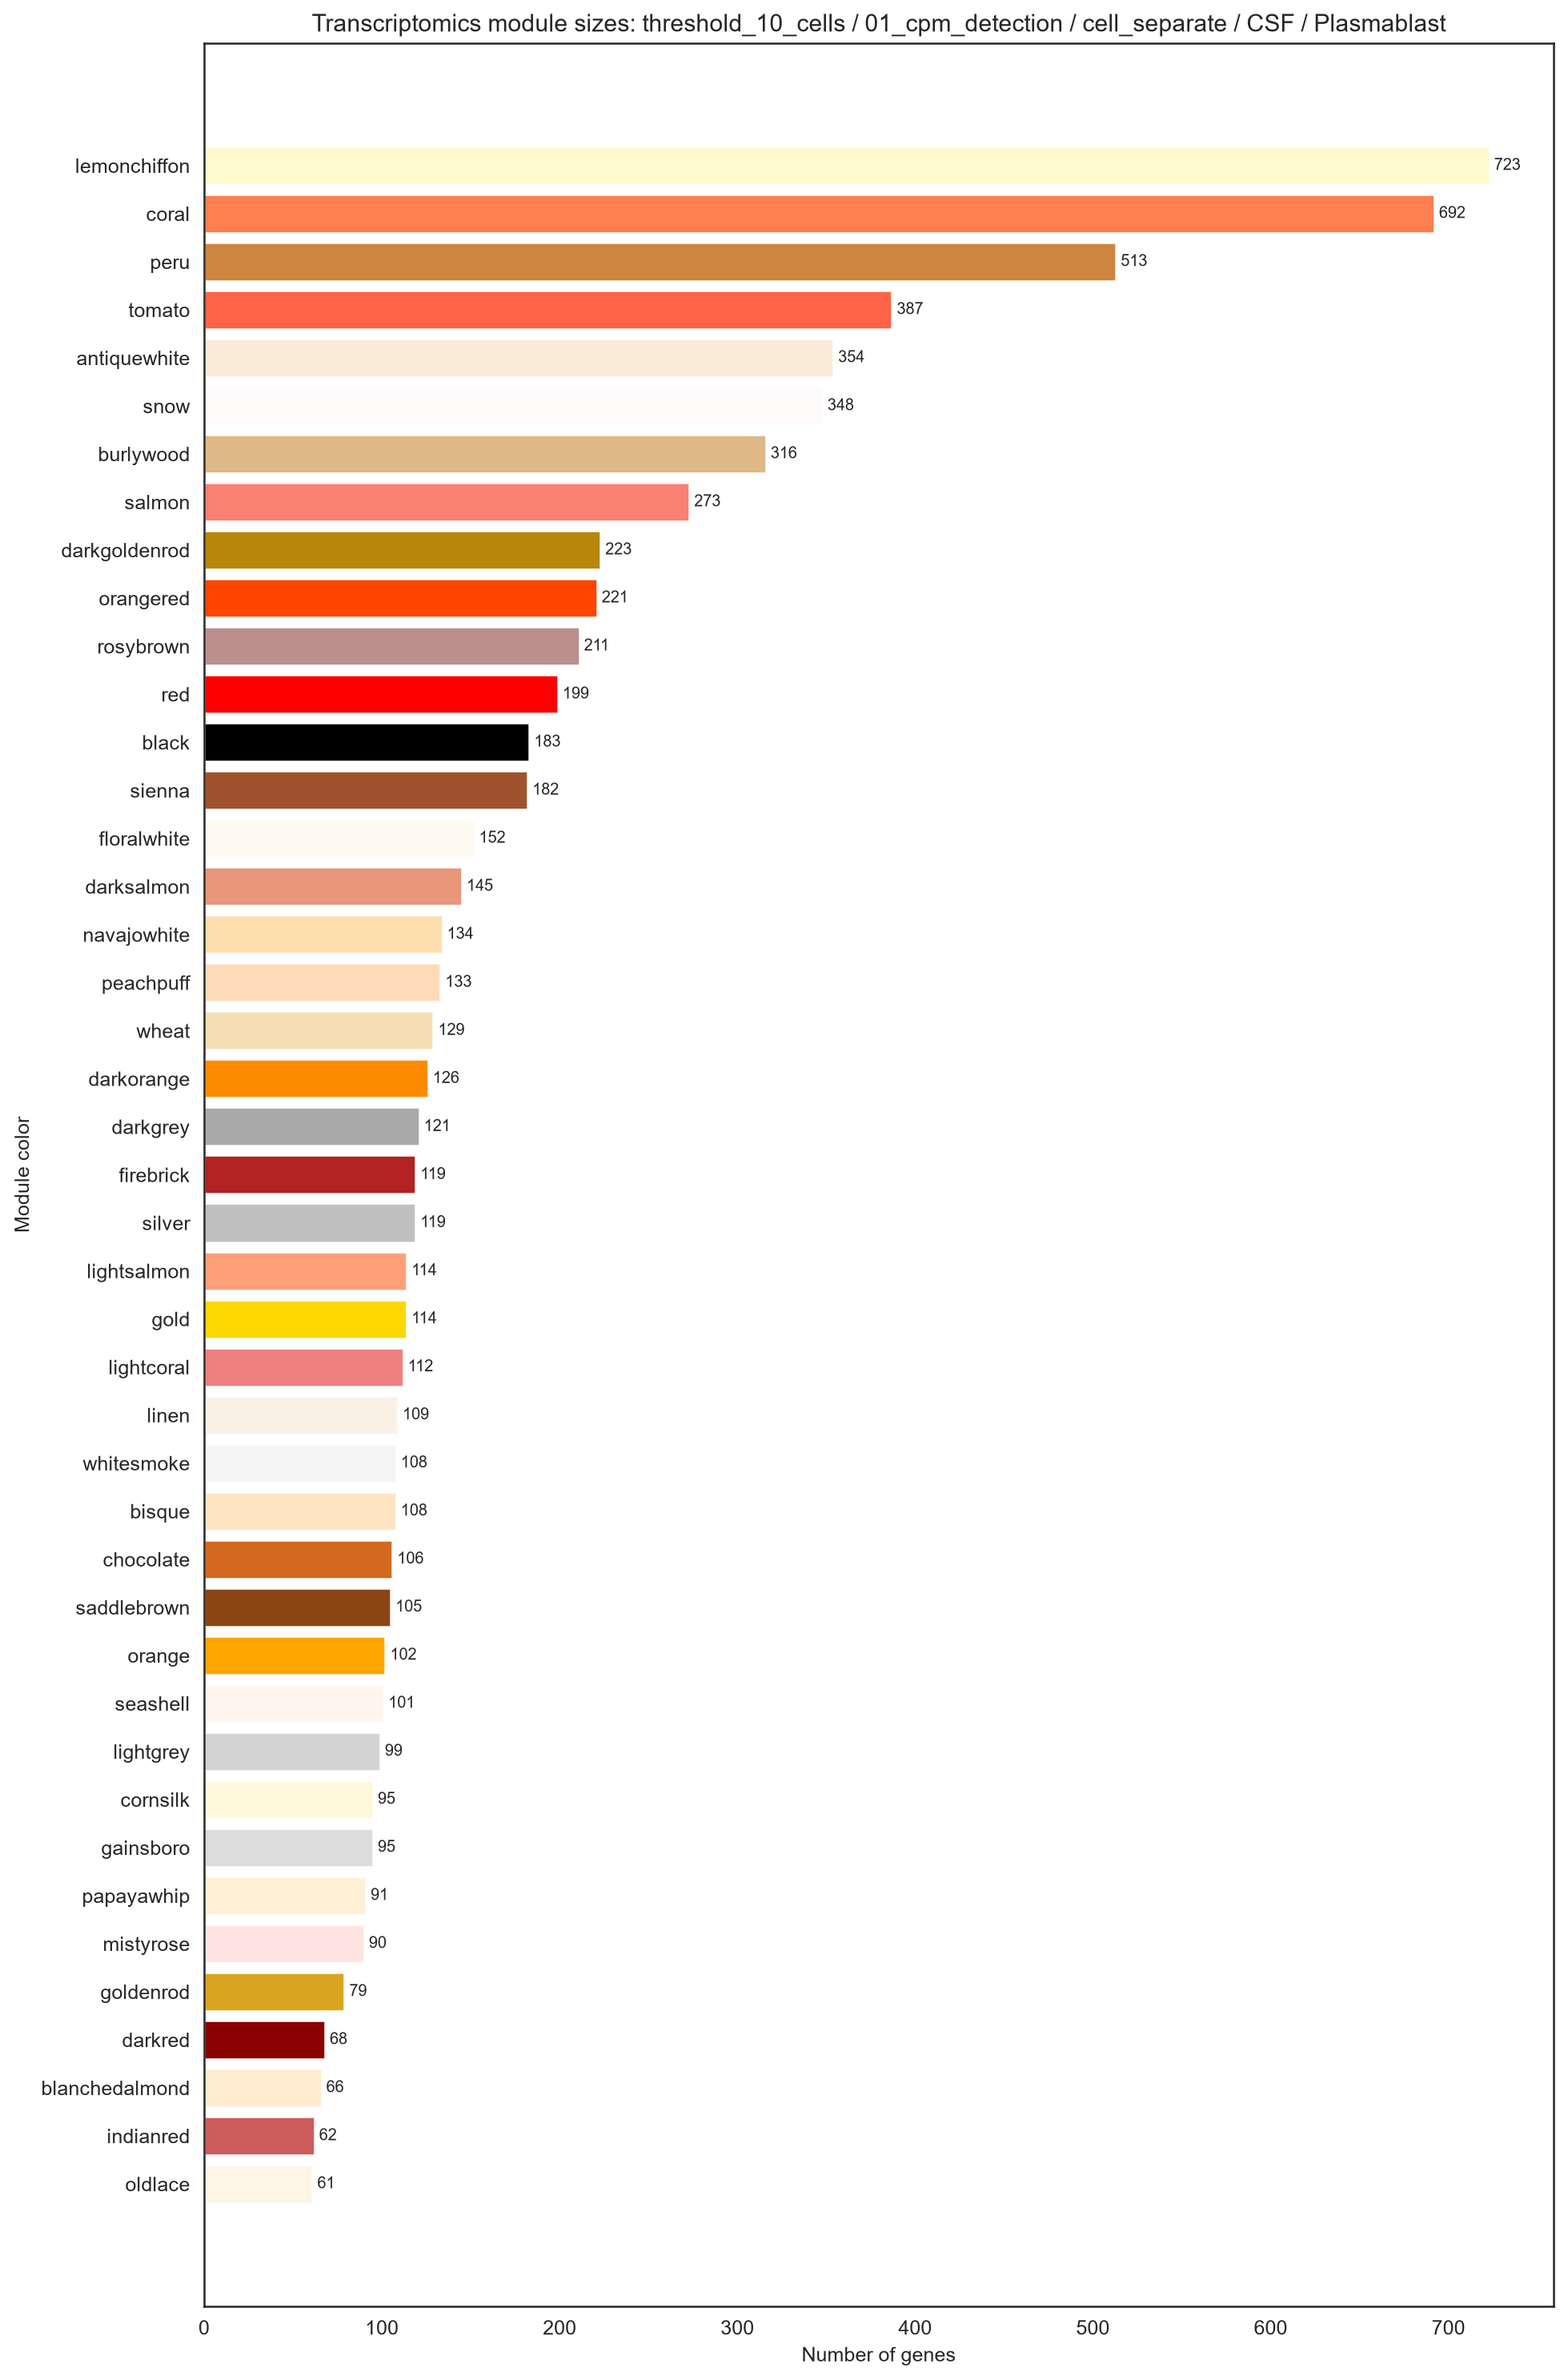 Transcriptomics module sizes: threshold_10_cells / 01_cpm_detection / cell_separate / CSF / Plasmablast
lemonchiffon 723
coral 692
peru 513
tomato 387
antiquewhite 354
snow 348
burlywood 316
salmon 273
darkgoldenrod 223
orangered 221
rosybrown 211
red 199
black 183
sienna 182
floralwhite 152
darksalmon 145
navajowhite 134
peachpuff 133
wheat 129
darkorange 126
darkgrey 121
firebrick 119
silver 119
lightsalmon 114
gold 114
lightcoral 112
linen 109
whitesmoke 108
bisque 108
chocolate 106
saddlebrown 105
orange 102
seashell 101
lightgrey 99
cornsilk 95
gainsboro 95
papayawhip 91
mistyrose 90
goldenrod 79
darkred 68
blanchedalmond 66
indianred 62
oldlace 61
Module color
0 100 200 300 400 500 600 700
Number of genes